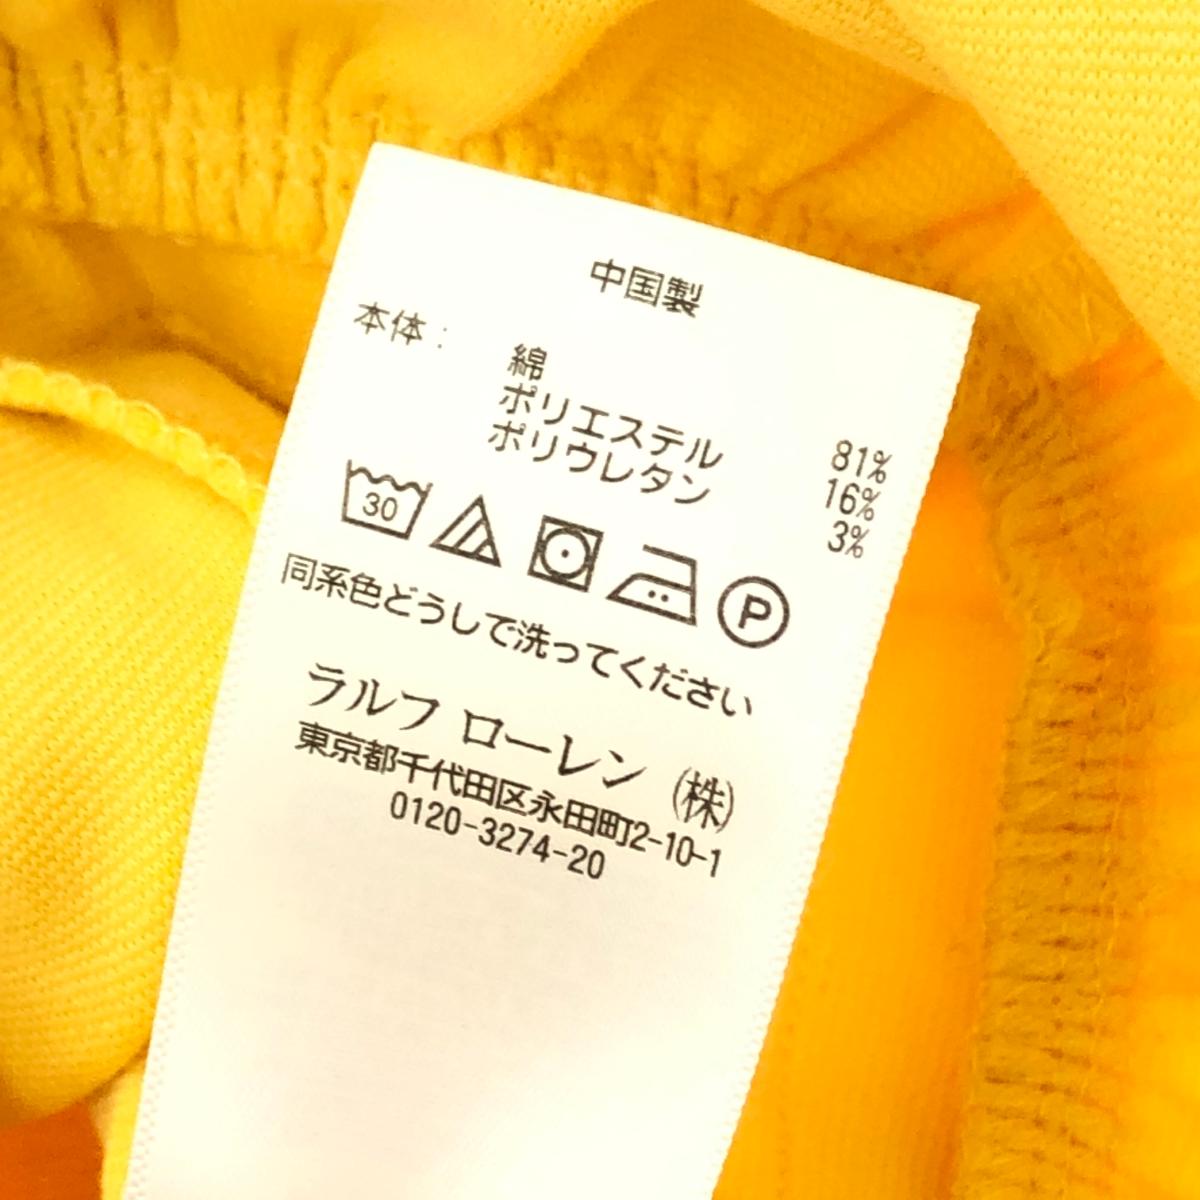 中国製
本体： 綿 81%
ポリエステル 16%
ポリウレタン 3%
30 P
同系色どうしで洗ってください
ラルフ ローレン (株)
東京都千代田区永田町2-10-1
0120-3274-20